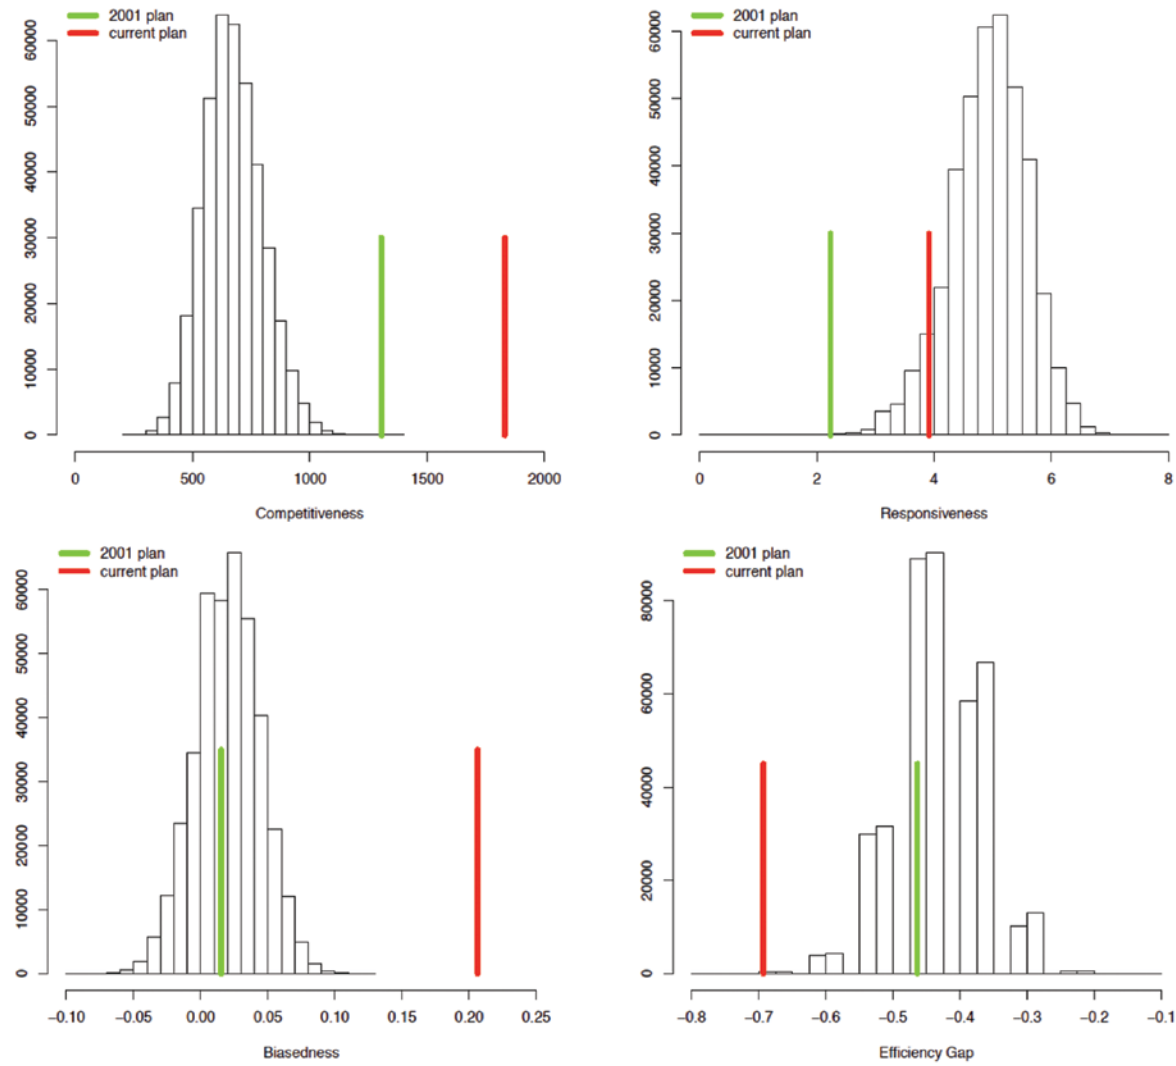 2001 plan
current plan
60000
50000
40000
30000
20000
10000
0
0 500 1000 1500 2000
Competitiveness
2001 plan
current plan
60000
50000
40000
30000
20000
10000
0
0 2 4 6 8
Responsiveness
2001 plan
current plan
60000
50000
40000
30000
20000
10000
0
−0.10 −0.05 0.00 0.05 0.10 0.15 0.20 0.25
Biasedness
2001 plan
current plan
80000
60000
40000
20000
0
−0.8 −0.7 −0.6 −0.5 −0.4 −0.3 −0.2 −0.1
Efficiency Gap